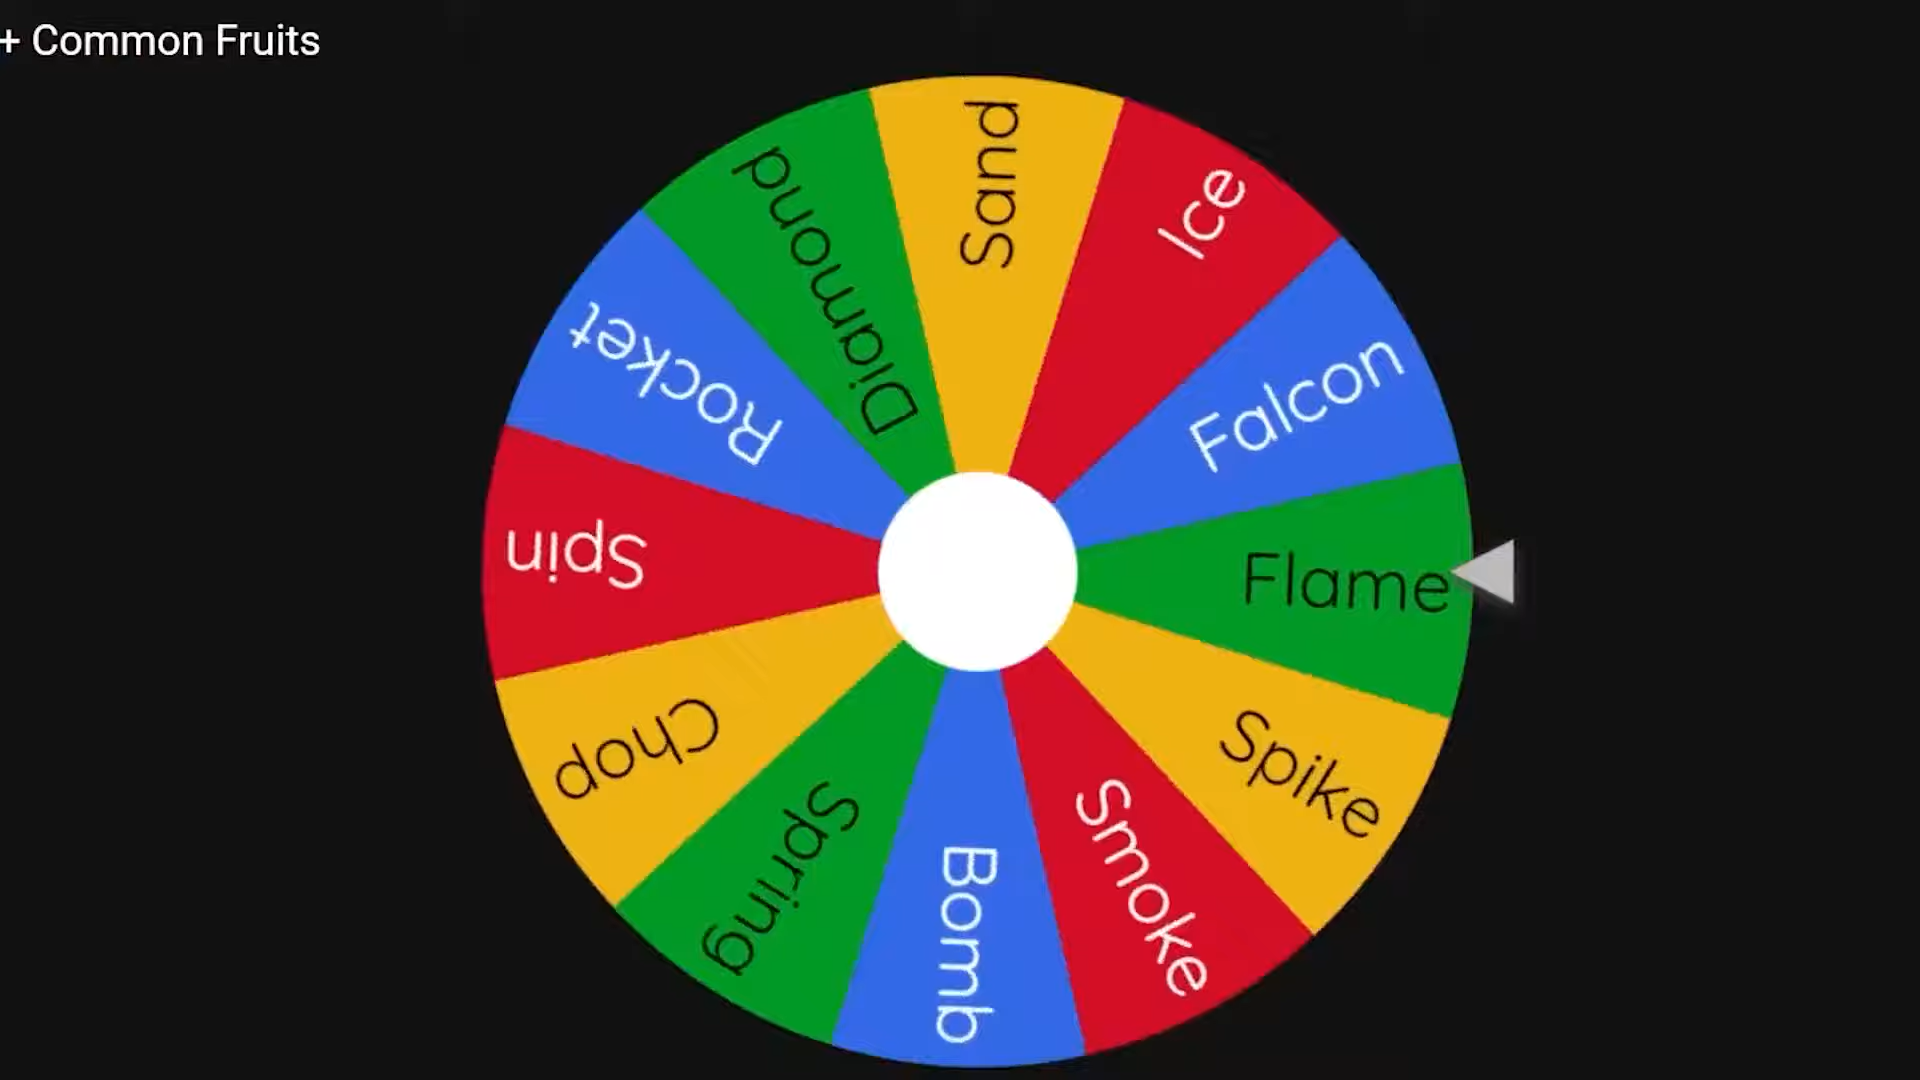 + Common Fruits
Sand
Ice
Falcon
Flame
Spike
Smoke
Bomb
Spring
Chop
Spin
Rocket
Diamond